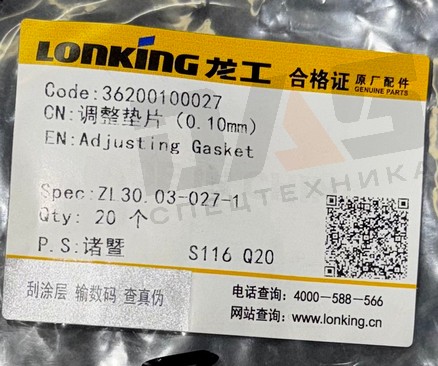 LONKING 龙工 合格证 原厂配件 GENUINE PARTS
Code:36200100027
CN:调整垫片（0.10mm）
EN:Adjusting Gasket
Spec:ZL30.03-027-1
СПЕЦТЕХНИКА
Qty: 20 个
P.S:诸暨 S116 Q20
刮涂层 输数码 查真伪
电话查询: 4000-588-566
网站查询: www.lonking.cn